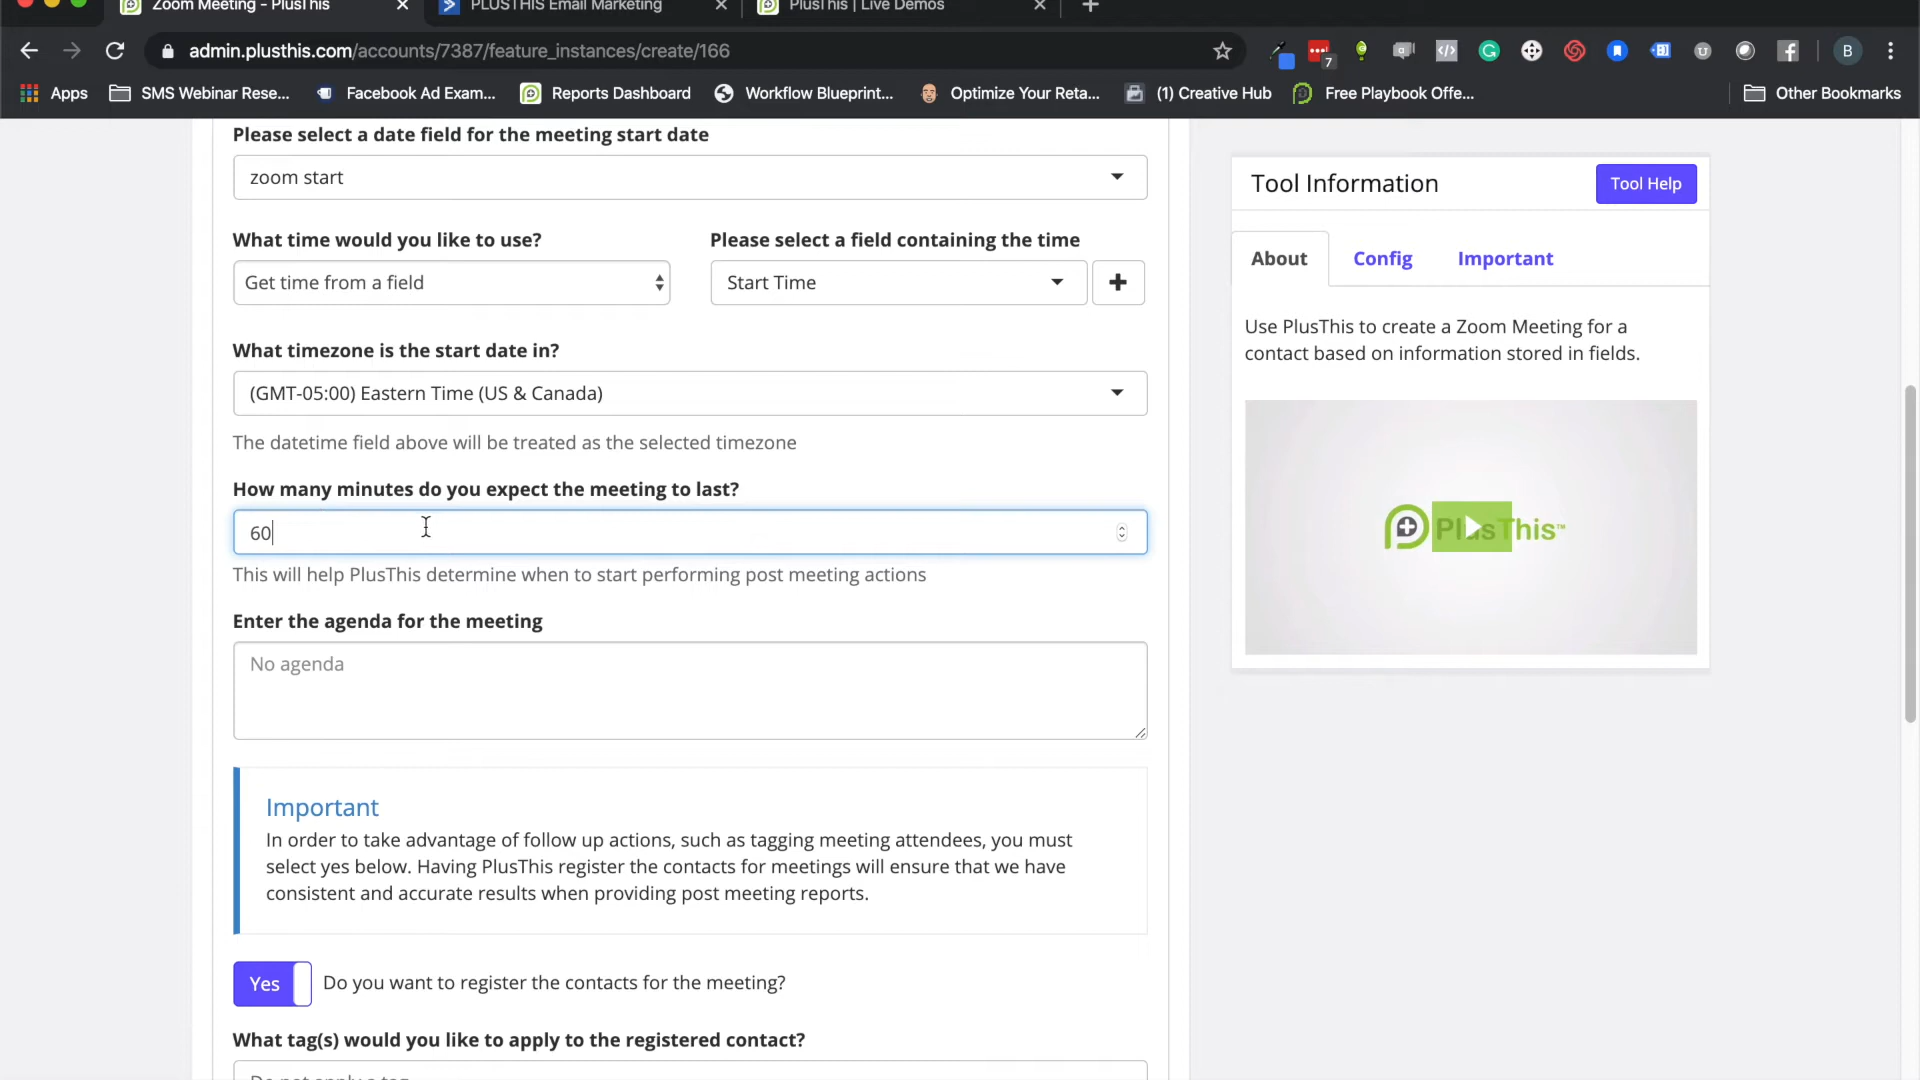 Zoom Meeting - PlusThis
PLUSTHIS Email Marketing
PlusThis | Live Demos
admin.plusthis.com/accounts/7387/feature_instances/create/166
7
B
Apps
SMS Webinar Rese...
Facebook Ad Exam...
Reports Dashboard
Workflow Blueprint...
Optimize Your Reta...
(1) Creative Hub
Free Playbook Offe...
Other Bookmarks
Please select a date field for the meeting start date
zoom start
What time would you like to use?
Please select a field containing the time
Get time from a field
Start Time
What timezone is the start date in?
(GMT-05:00) Eastern Time (US & Canada)
The datetime field above will be treated as the selected timezone
How many minutes do you expect the meeting to last?
60
This will help PlusThis determine when to start performing post meeting actions
Enter the agenda for the meeting
No agenda
Important
In order to take advantage of follow up actions, such as tagging meeting attendees, you must
select yes below. Having PlusThis register the contacts for meetings will ensure that we have
consistent and accurate results when providing post meeting reports.
Yes
Do you want to register the contacts for the meeting?
What tag(s) would you like to apply to the registered contact?
Do not apply a tag
Tool Information
Tool Help
About
Config
Important
Use PlusThis to create a Zoom Meeting for a
contact based on information stored in fields.
PlusThis™